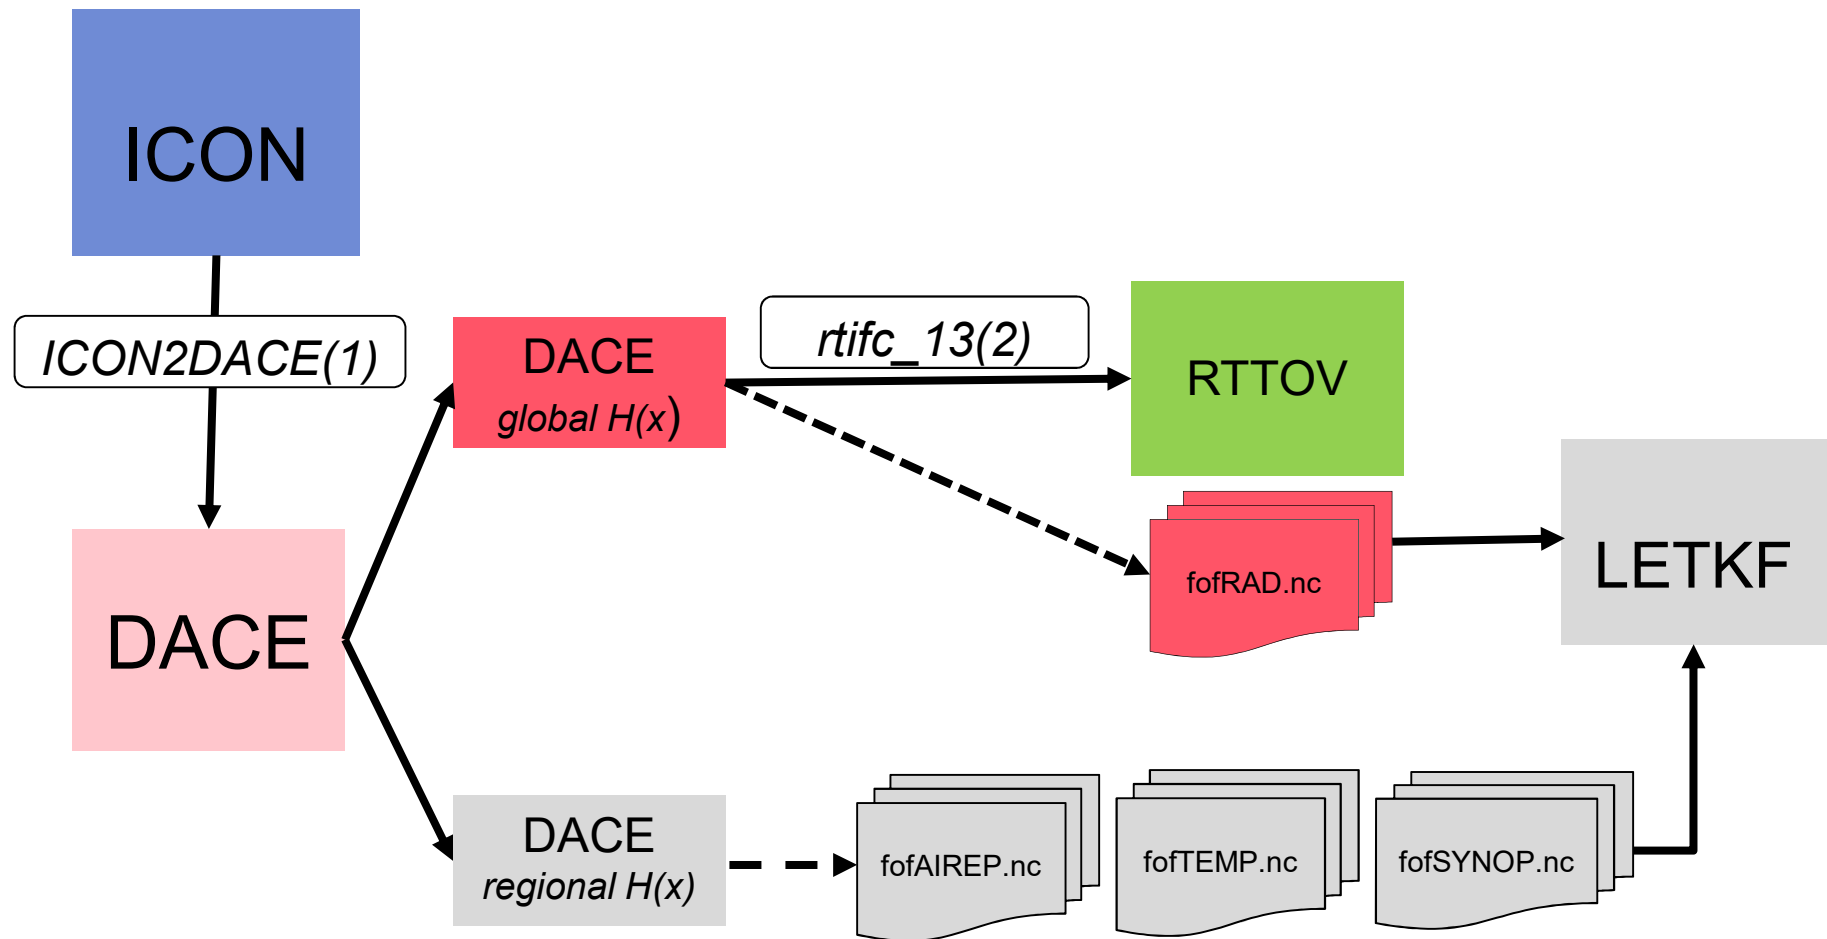 ICON
ICON2DACE(1)
DACE
DACE
global H(x)
rtifc_13(2)
RTTOV
fofRAD.nc
LETKF
DACE
regional H(x)
fofAIREP.nc
fofTEMP.nc
fofSYNOP.nc